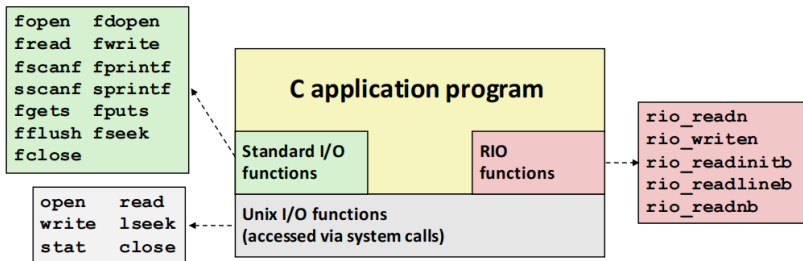 fopen fdopen
fread fwrite
fscanf fprintf
sscanf sprintf
fgets fputs
fflush fseek
fclose
C application program
Standard I/O
functions
RIO
functions
rio_readn
rio_writen
rio_readinitb
rio_readlineb
rio_readnb
open read
write lseek
stat close
Unix I/O functions
(accessed via system calls)